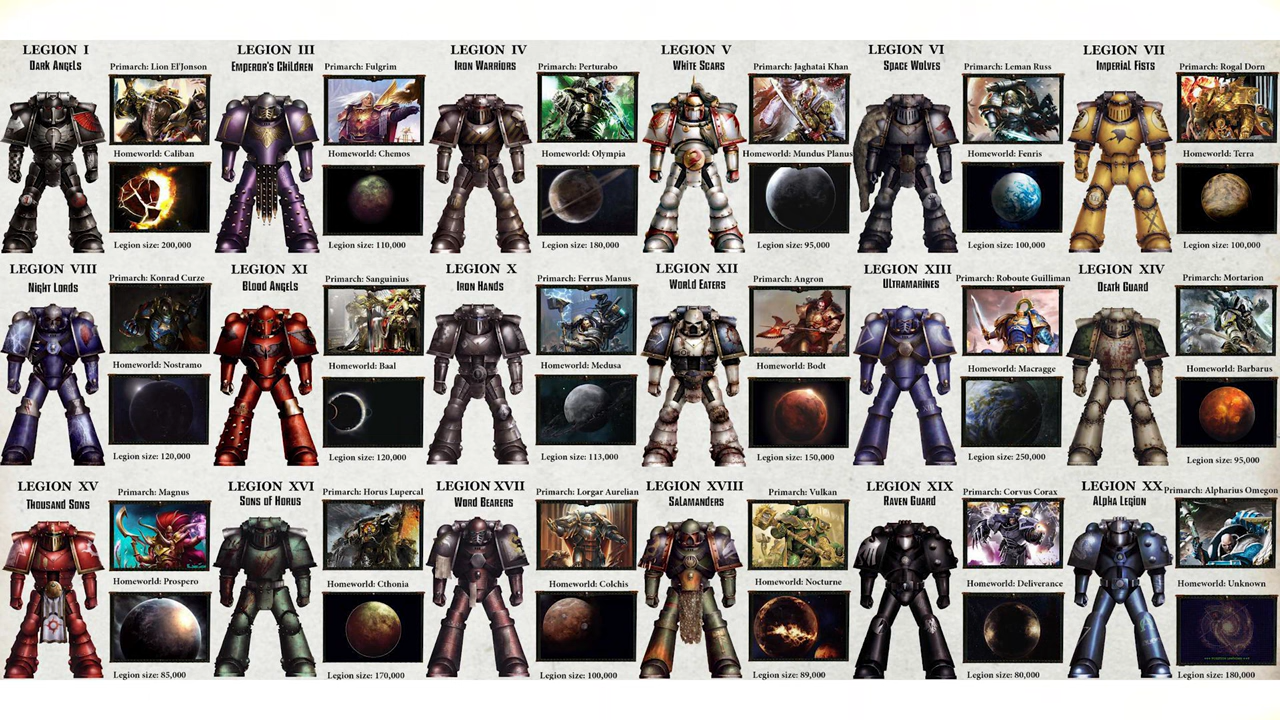 LEGION I
DARK ANGELS
Primarch: Lion El'Jonson
Homeworld: Caliban
Legion size: 200,000
LEGION III
EMPEROR'S CHILDREN
Primarch: Fulgrim
Homeworld: Chemos
Legion size: 110,000
LEGION IV
IRON WARRIORS
Primarch: Perturabo
Homeworld: Olympia
Legion size: 180,000
LEGION V
WHITE SCARS
Primarch: Jaghatai Khan
Homeworld: Mundus Planus
Legion size: 95,000
LEGION VI
SPACE WOLVES
Primarch: Leman Russ
Homeworld: Fenris
Legion size: 100,000
LEGION VII
IMPERIAL FISTS
Primarch: Rogal Dorn
Homeworld: Terra
Legion size: 100,000
LEGION VIII
NIGHT LORDS
Primarch: Konrad Curze
Homeworld: Nostramo
Legion size: 120,000
LEGION XI
BLOOD ANGELS
Primarch: Sanguinius
Homeworld: Baal
Legion size: 120,000
LEGION X
IRON HANDS
Primarch: Ferrus Manus
Homeworld: Medusa
Legion size: 113,000
LEGION XII
WORLD EATERS
Primarch: Angron
Homeworld: Bodt
Legion size: 150,000
LEGION XIII
ULTRAMARINES
Primarch: Roboute Guilliman
Homeworld: Macragge
Legion size: 250,000
LEGION XIV
DEATH GUARD
Primarch: Mortarion
Homeworld: Barbarus
Legion size: 95,000
LEGION XV
THOUSAND SONS
Primarch: Magnus
Homeworld: Prospero
Legion size: 85,000
LEGION XVI
SONS OF HORUS
Primarch: Horus Lupercal
Homeworld: Cthonia
Legion size: 170,000
LEGION XVII
WORD BEARERS
Primarch: Lorgar Aurelian
Homeworld: Colchis
Legion size: 100,000
LEGION XVIII
SALAMANDERS
Primarch: Vulkan
Homeworld: Nocturne
Legion size: 89,000
LEGION XIX
RAVEN GUARD
Primarch: Corvus Corax
Homeworld: Deliverance
Legion size: 80,000
LEGION XX
ALPHA LEGION
Primarch: Alpharius Omegon
Homeworld: Unknown
Legion size: 180,000